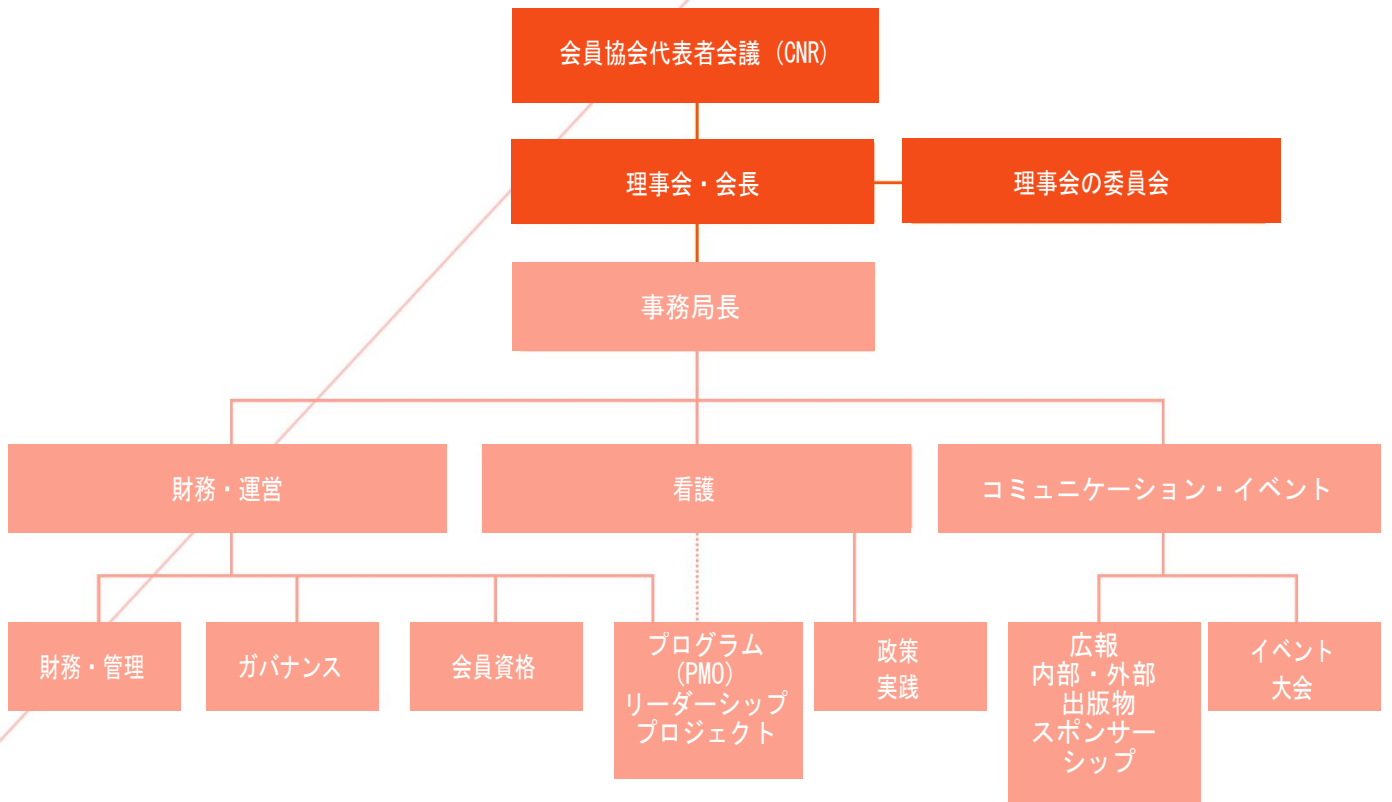 会員協会代表者会議 (CNR)
理事会・会長
理事会の委員会
事務局長
財務・運営
看護
コミュニケーション・イベント
財務・管理
ガバナンス
会員資格
プログラム
(PMO)
リーダーシップ
プロジェクト
政策
実践
広報
内部・外部
出版物
スポンサー
シップ
イベント
大会